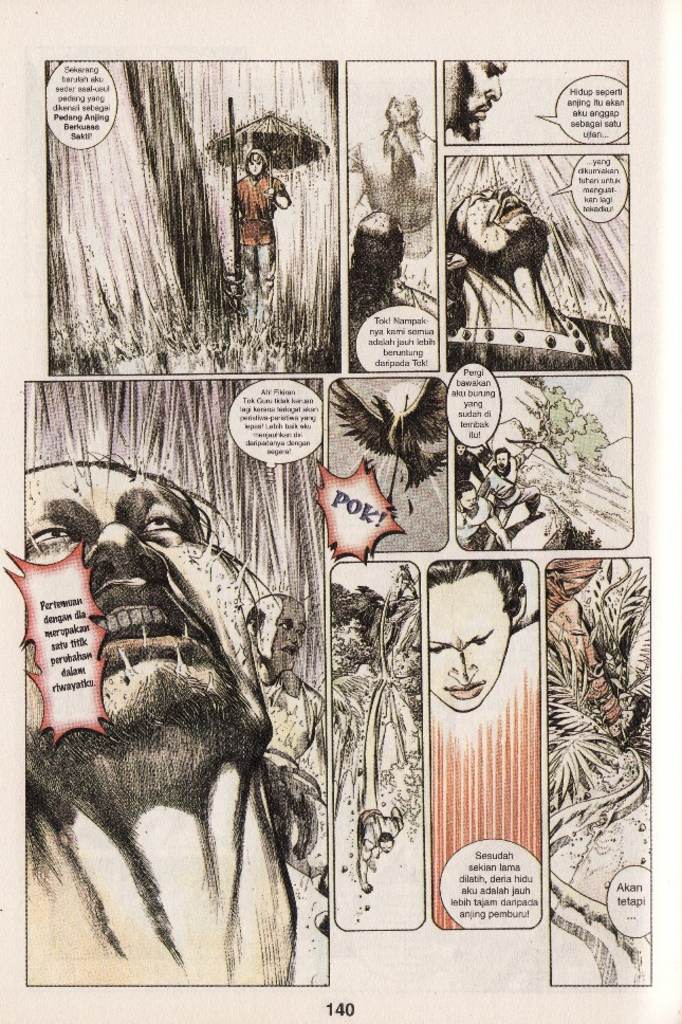 Sekarang
barulah aku
sedar asal-usul
pedang yang
dikenali sebagai
Pedang Anjing
Berkuasa
Sakti!
Tok! Nampak-
nya kami semua
adalah jauh lebih
beruntung
daripada Tok!
Hidup seperti
anjing itu akan
aku anggap
sebagai satu
ujian...
...yang
dikurniakan
tuhan untuk
menguat-
kan lagi
tekadku!
Ah! Fikiran
Tok Guru tidak keruan
lagi kerana teringat akan
peristiwa-peristiwa yang
lepas! Lebih baik aku
menjauhkan diri
daripadanya dengan
segera!
Pertemuan
dengan dia
merupakan
satu titik
perubahan
dalam
riwayatku.
POK!
Pergi
bawakan
aku burung
yang
sudah di
tembak
itu!
Sesudah
sekian lama
dilatih, deria hidu
aku adalah jauh
lebih tajam daripada
anjing pemburu!
Akan
tetapi
...
140